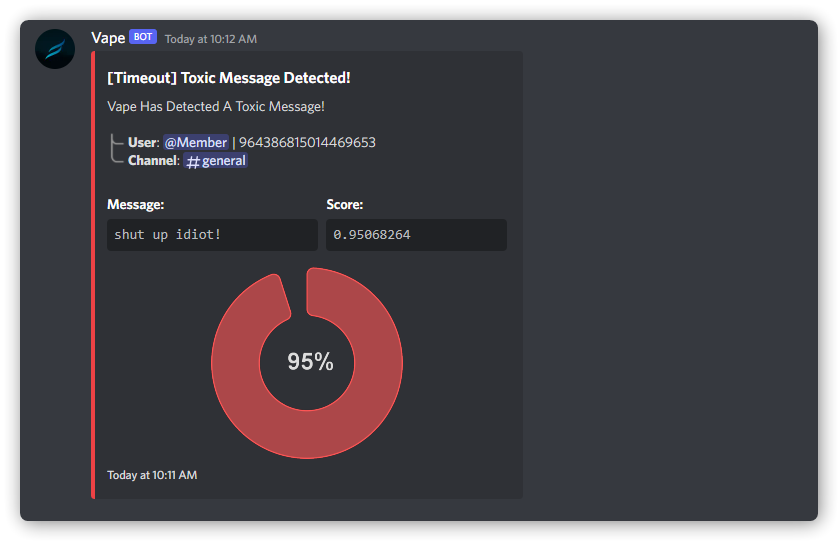 Vape BOT Today at 10:12 AM
[Timeout] Toxic Message Detected!
Vape Has Detected A Toxic Message!
User: @Member | 964386815014469653
Channel: #general
Message: Score:
shut up idiot! 0.95068264
95%
Today at 10:11 AM